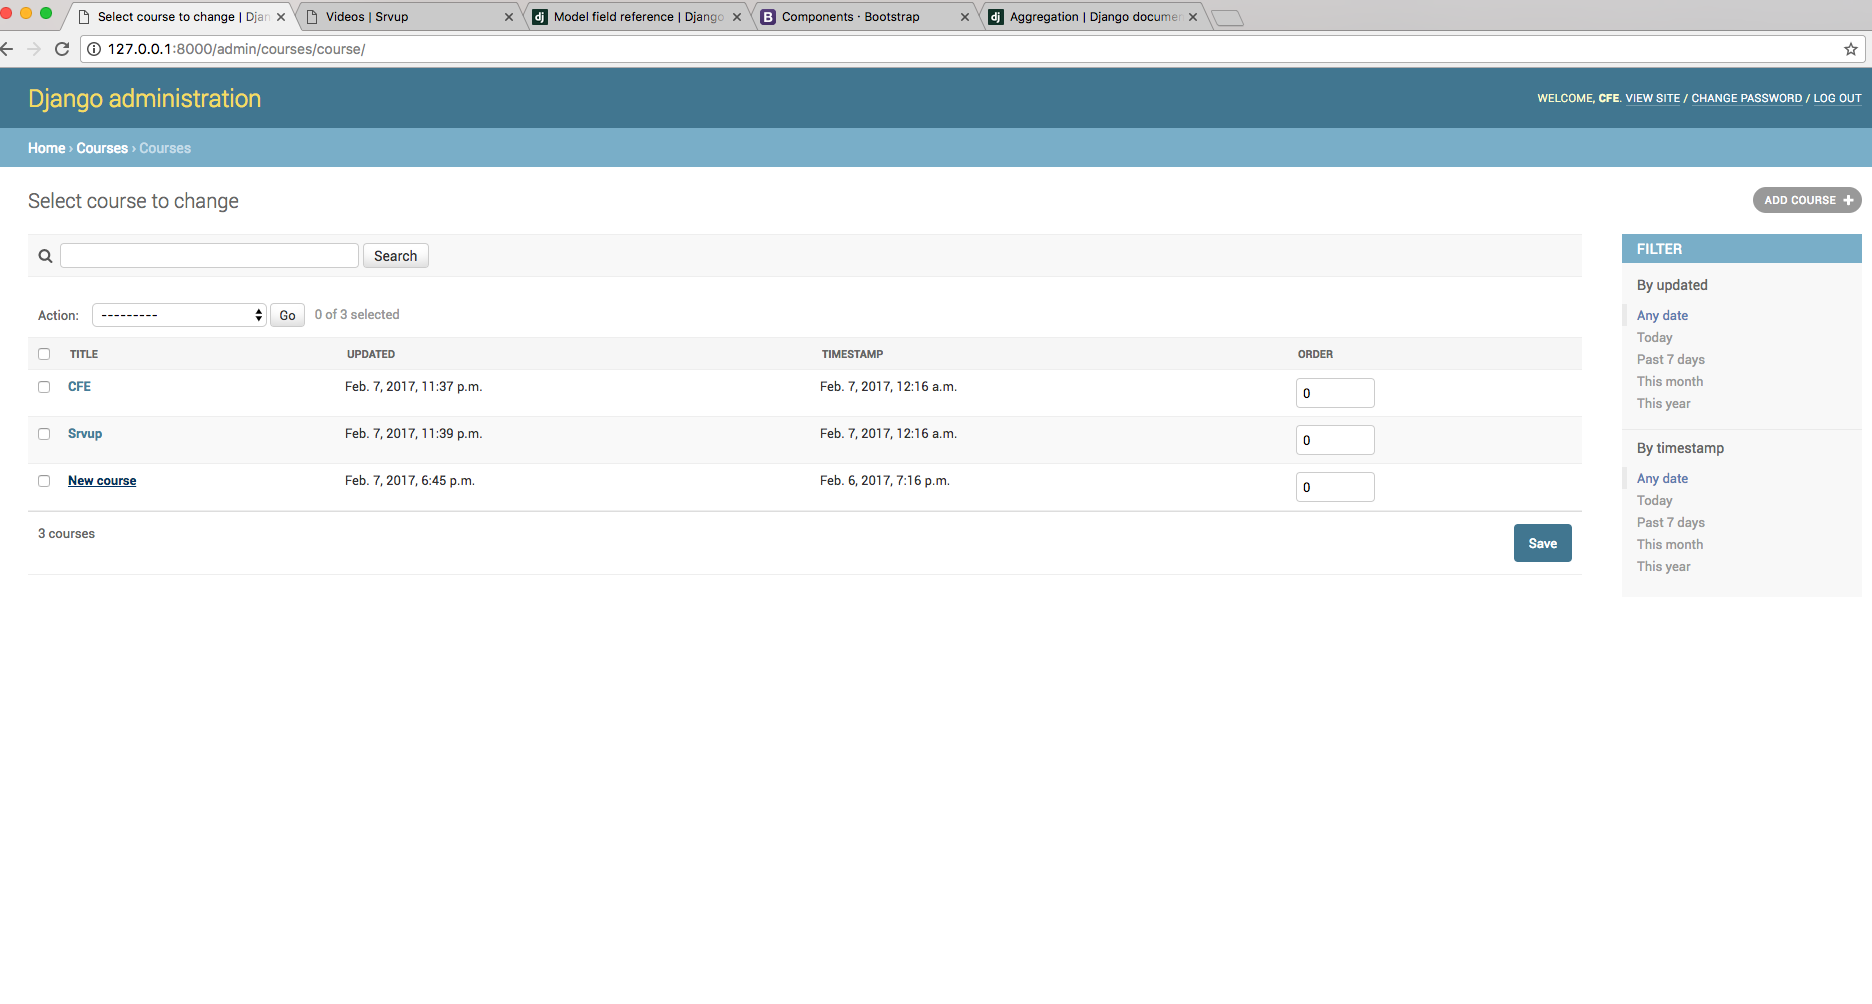 Select course to change | Djan
Videos | Srvup
Model field reference | Django
Components · Bootstrap
Aggregation | Django documen
127.0.0.1:8000/admin/courses/course/
Django administration
WELCOME, CFE. VIEW SITE / CHANGE PASSWORD / LOG OUT
Home › Courses › Courses
Select course to change
ADD COURSE +
Search
Action: --------- Go 0 of 3 selected
TITLE UPDATED TIMESTAMP ORDER
CFE Feb. 7, 2017, 11:37 p.m. Feb. 7, 2017, 12:16 a.m. 0
Srvup Feb. 7, 2017, 11:39 p.m. Feb. 7, 2017, 12:16 a.m. 0
New course Feb. 7, 2017, 6:45 p.m. Feb. 6, 2017, 7:16 p.m. 0
3 courses
Save
FILTER
By updated
Any date
Today
Past 7 days
This month
This year
By timestamp
Any date
Today
Past 7 days
This month
This year